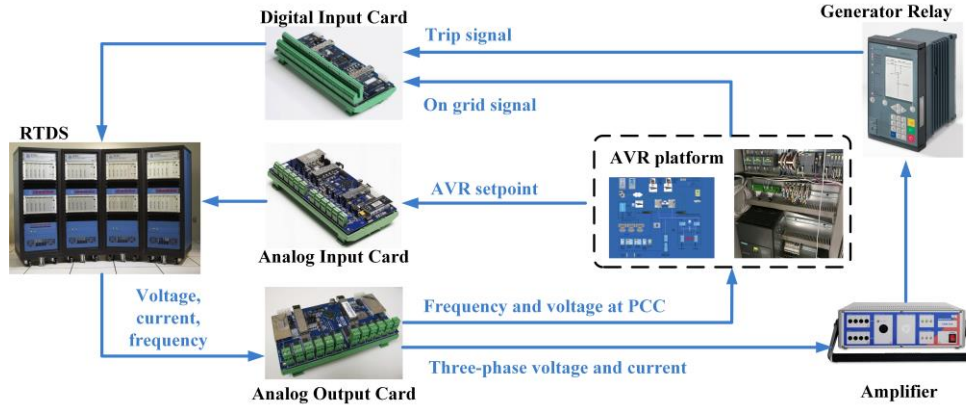 Digital Input Card
Generator Relay
Trip signal
On grid signal
RTDS
AVR platform
AVR setpoint
Analog Input Card
Voltage,
current,
frequency
Frequency and voltage at PCC
Three-phase voltage and current
Analog Output Card
Amplifier